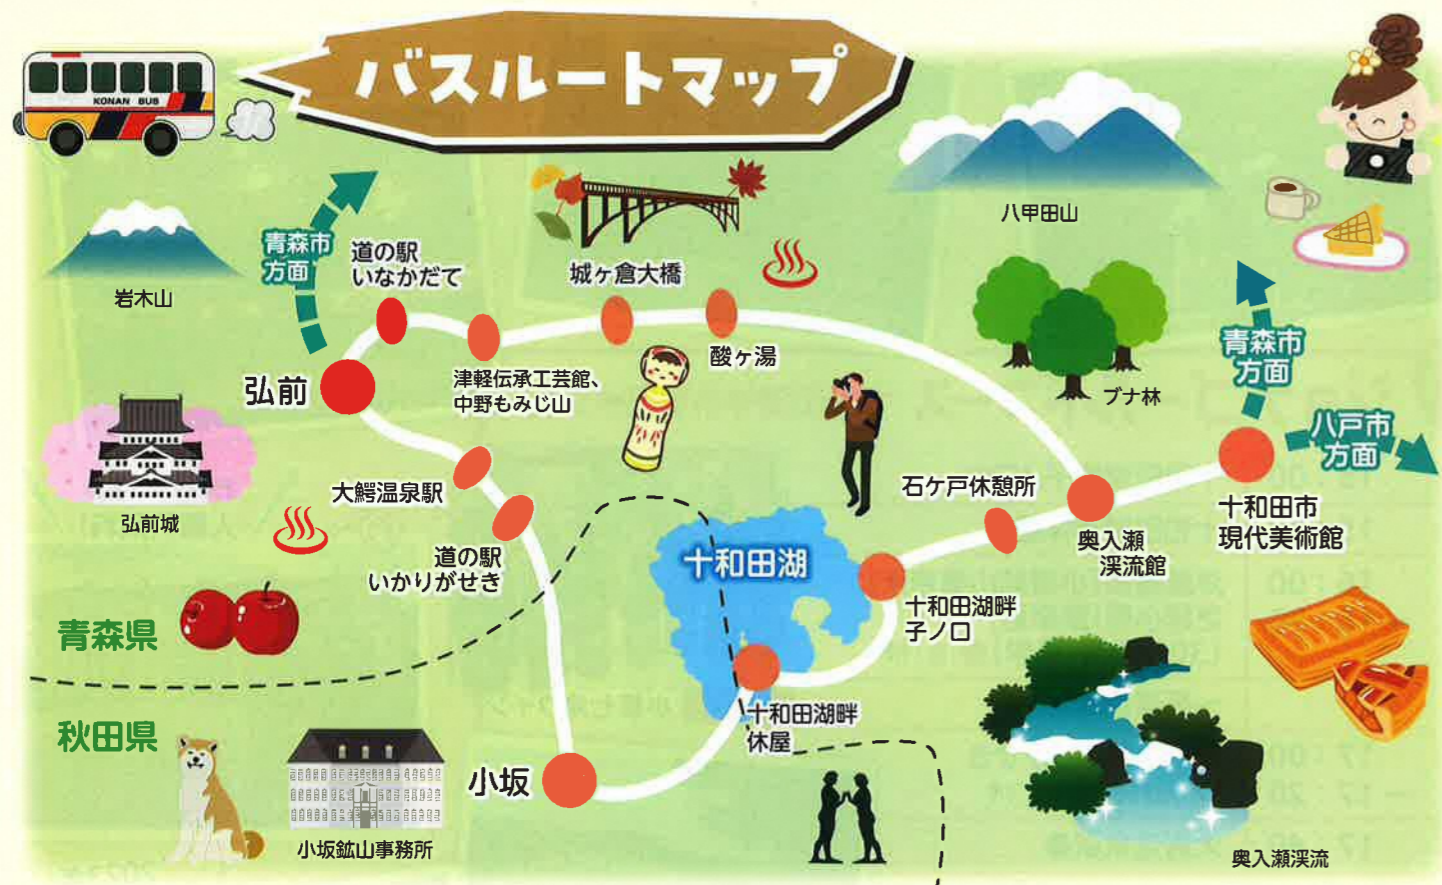 バスルートマップ
KONAN BUS
八甲田山
青森市
方面
道の駅
いなかだて
城ヶ倉大橋
岩木山
酸ヶ湯
青森市
方面
弘前
津軽伝承工芸館、
中野もみじ山
ブナ林
八戸市
方面
大鰐温泉駅
石ケ戸休憩所
十和田市
現代美術館
弘前城
道の駅
いかりがせき
十和田湖
奥入瀬
渓流館
十和田湖畔
子ノ口
青森県
秋田県
十和田湖畔
休屋
小坂
小坂鉱山事務所
奥入瀬渓流
16：00
17：00
17：20